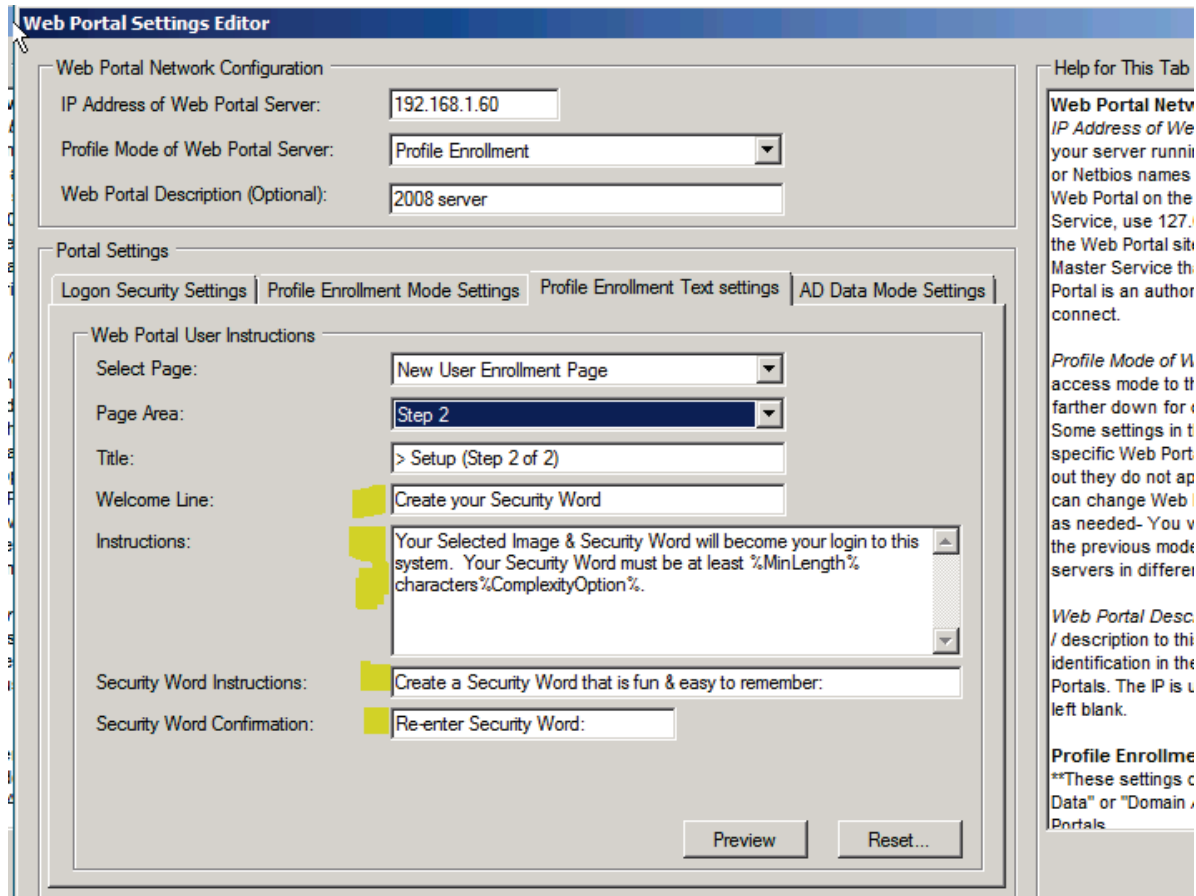 Web Portal Settings Editor
Web Portal Network Configuration
IP Address of Web Portal Server:
192.168.1.60
Profile Mode of Web Portal Server:
Profile Enrollment
Web Portal Description (Optional):
2008 server
Portal Settings
Logon Security Settings
Profile Enrollment Mode Settings
Profile Enrollment Text settings
AD Data Mode Settings
Web Portal User Instructions
Select Page:
New User Enrollment Page
Page Area:
Step 2
Title:
> Setup (Step 2 of 2)
Welcome Line:
Create your Security Word
Instructions:
Your Selected Image & Security Word will become your login to this
system.  Your Security Word must be at least %MinLength%
characters%ComplexityOption%.
Security Word Instructions:
Create a Security Word that is fun & easy to remember:
Security Word Confirmation:
Re-enter Security Word:
Preview
Reset...
Help for This Tab
Web Portal Netw
IP Address of We
your server runnin
or Netbios names
Web Portal on the
Service, use 127.
the Web Portal site
Master Service tha
Portal is an author
connect.
Profile Mode of W
access mode to th
farther down for
Some settings in t
specific Web Port
out they do not ap
can change Web
as needed- You
the previous mode
servers in differe
Web Portal Desc
/ description to this
identification in the
Portals. The IP is u
left blank.
Profile Enrollme
**These settings
Data" or "Domain
Portals